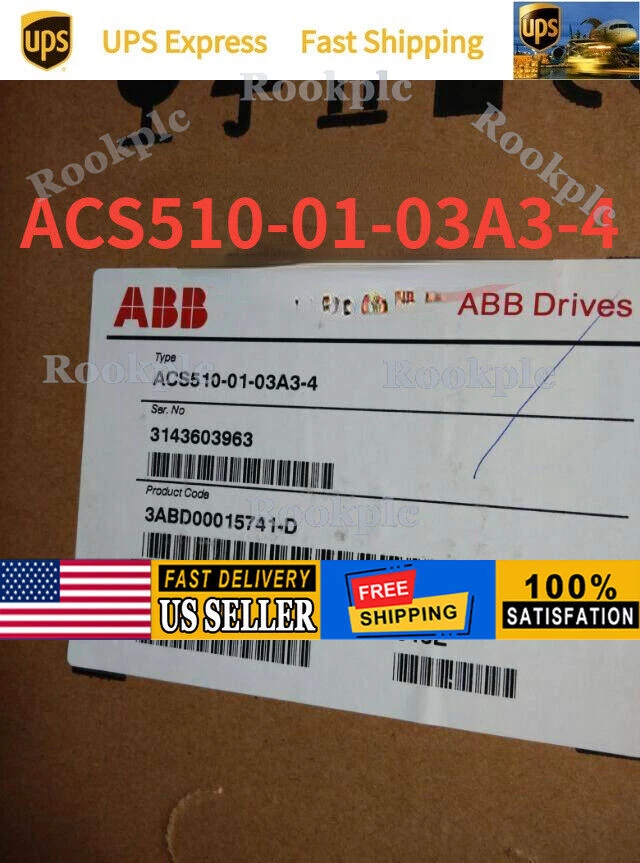 ups
UPS Express
Fast Shipping
ups
Rookplc
Rookplc
Rookplc
ACS510-01-03A3-4
ABB
ABB Drives
Type
ACS510-01-03A3-4
Rookplc
Rookplc
Ser. No
3143603963
Product Code
3ABD00015741-D
Rookplc
FAST DELIVERY
US SELLER
FREE
SHIPPING
100%
SATISFATION